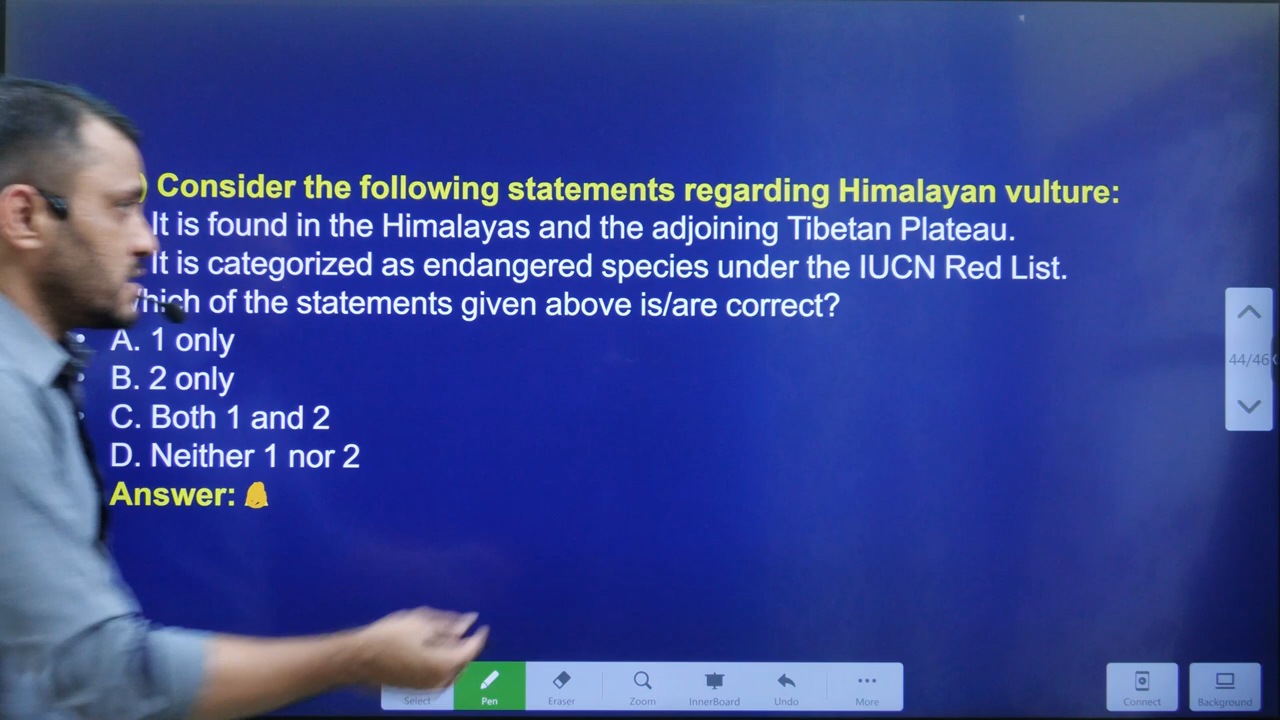 ) Consider the following statements regarding Himalayan vulture:
It is found in the Himalayas and the adjoining Tibetan Plateau.
It is categorized as endangered species under the IUCN Red List.
hich of the statements given above is/are correct?
A. 1 only
B. 2 only
C. Both 1 and 2
D. Neither 1 nor 2
Answer:
44/46
Select Pen Eraser Zoom InnerBoard Undo More Connect Background